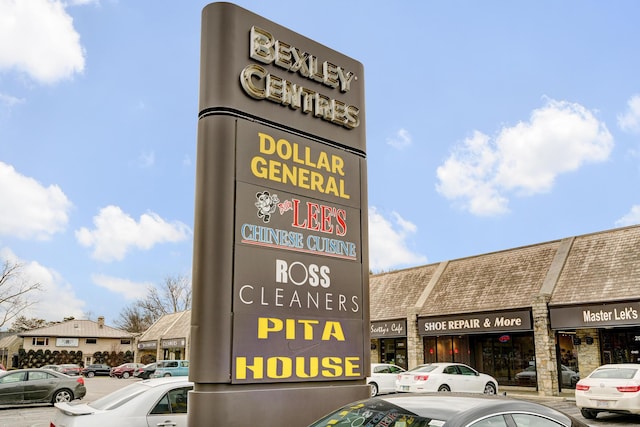 BEXLEY
CENTRES
DOLLAR
GENERAL
LEE'S
CHINESE CUISINE
ROSS
CLEANERS
PITA
HOUSE
Scotty's Cafe
SHOE REPAIR & More
Master Lek's